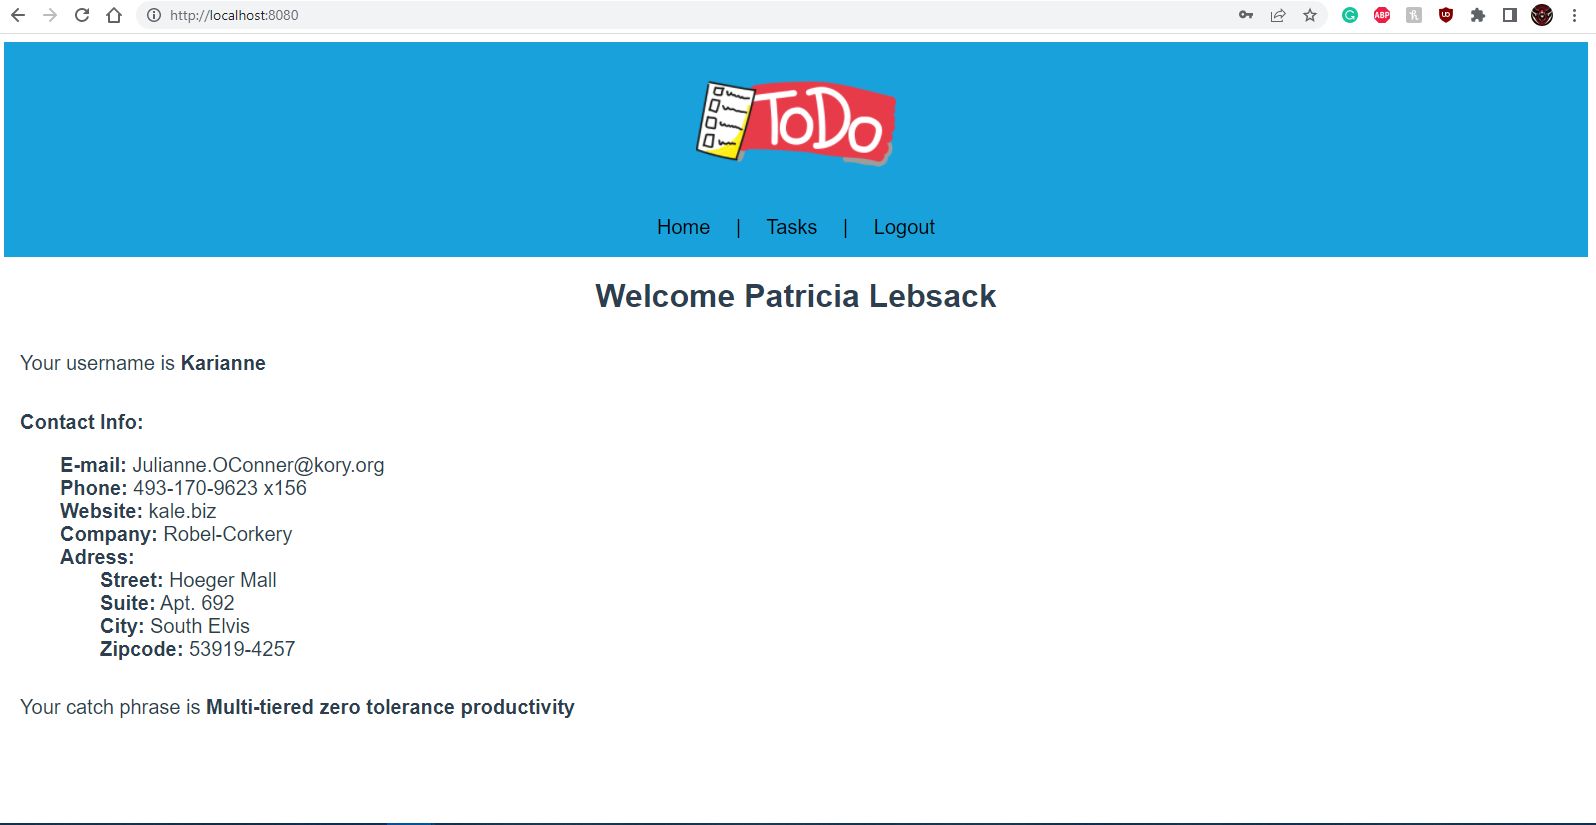 http://localhost:8080
ABP
UD
ToDo
Home | Tasks | Logout
Welcome Patricia Lebsack
Your username is Karianne
Contact Info:
E-mail: Julianne.OConner@kory.org
Phone: 493-170-9623 x156
Website: kale.biz
Company: Robel-Corkery
Adress:
Street: Hoeger Mall
Suite: Apt. 692
City: South Elvis
Zipcode: 53919-4257
Your catch phrase is Multi-tiered zero tolerance productivity